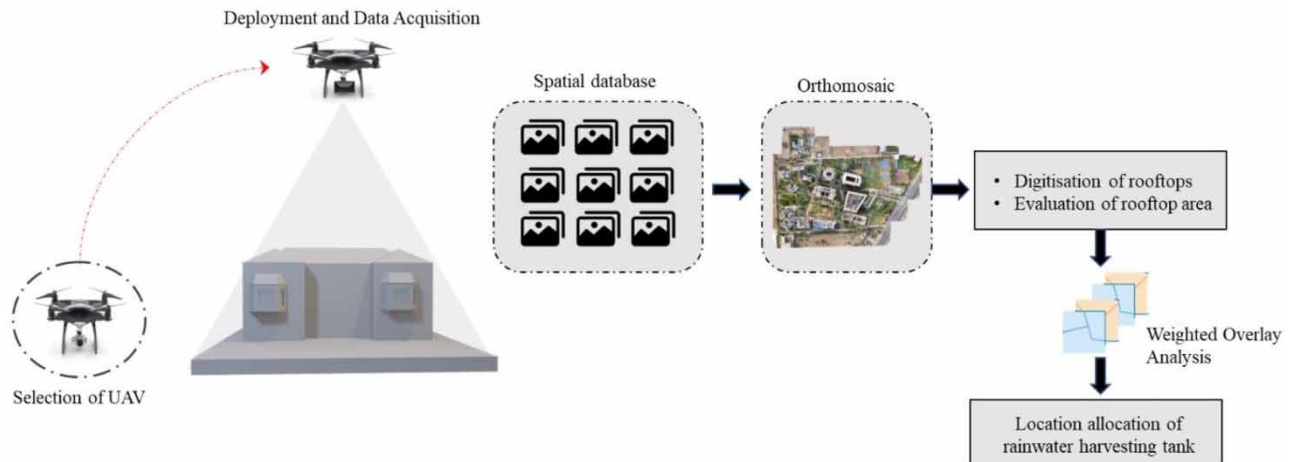 Deployment and Data Acquisition
Selection of UAV
Spatial database
Orthomosaic
• Digitisation of rooftops
• Evaluation of rooftop area
Weighted Overlay
Analysis
Location allocation of
rainwater harvesting tank